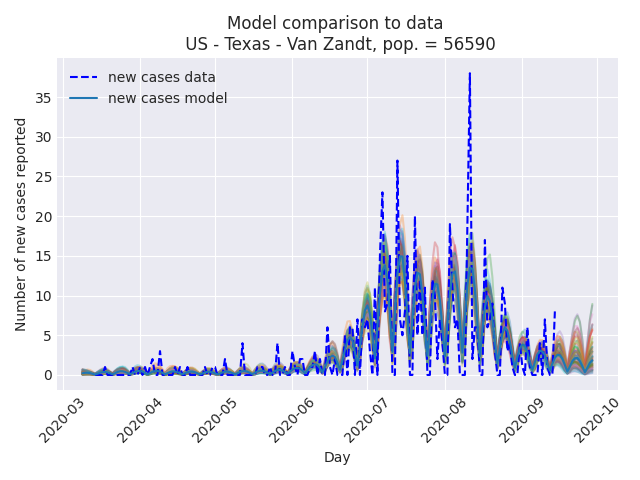 Model comparison to data
US - Texas - Van Zandt, pop. = 56590
new cases data
new cases model
Number of new cases reported
35
30
25
20
15
10
5
0
2020-03
2020-04
2020-05
2020-06
2020-07
2020-08
2020-09
2020-10
Day